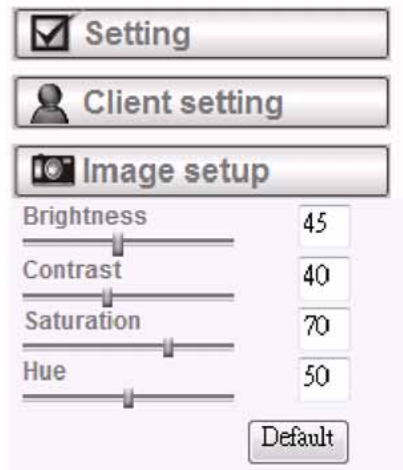 Setting
Client setting
Image setup
Brightness 45
Contrast 40
Saturation 70
Hue 50
Default